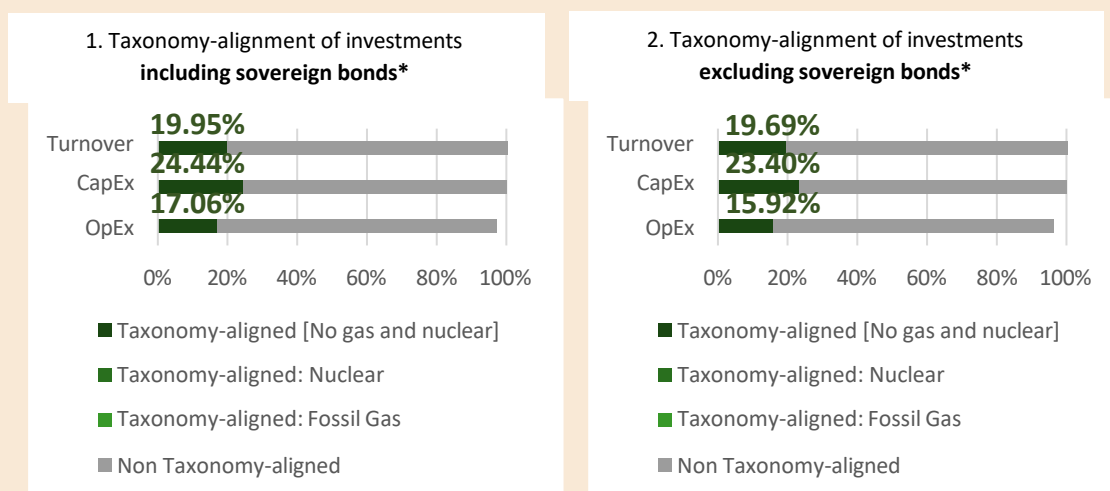 1. Taxonomy-alignment of investments
including sovereign bonds*
Turnover
19.95%
CapEx
24.44%
OpEx
17.06%
0% 20% 40% 60% 80% 100%
Taxonomy-aligned [No gas and nuclear]
Taxonomy-aligned: Nuclear
Taxonomy-aligned: Fossil Gas
Non Taxonomy-aligned
2. Taxonomy-alignment of investments
excluding sovereign bonds*
Turnover
19.69%
CapEx
23.40%
OpEx
15.92%
0% 20% 40% 60% 80% 100%
Taxonomy-aligned [No gas and nuclear]
Taxonomy-aligned: Nuclear
Taxonomy-aligned: Fossil Gas
Non Taxonomy-aligned